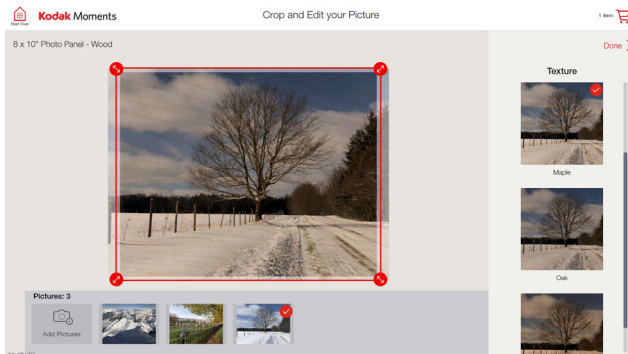 Start Over
Kodak Moments
Crop and Edit your Picture
1 item
8 x 10" Photo Panel - Wood
Done
Texture
Maple
Oak
Pictures: 3
Add Pictures